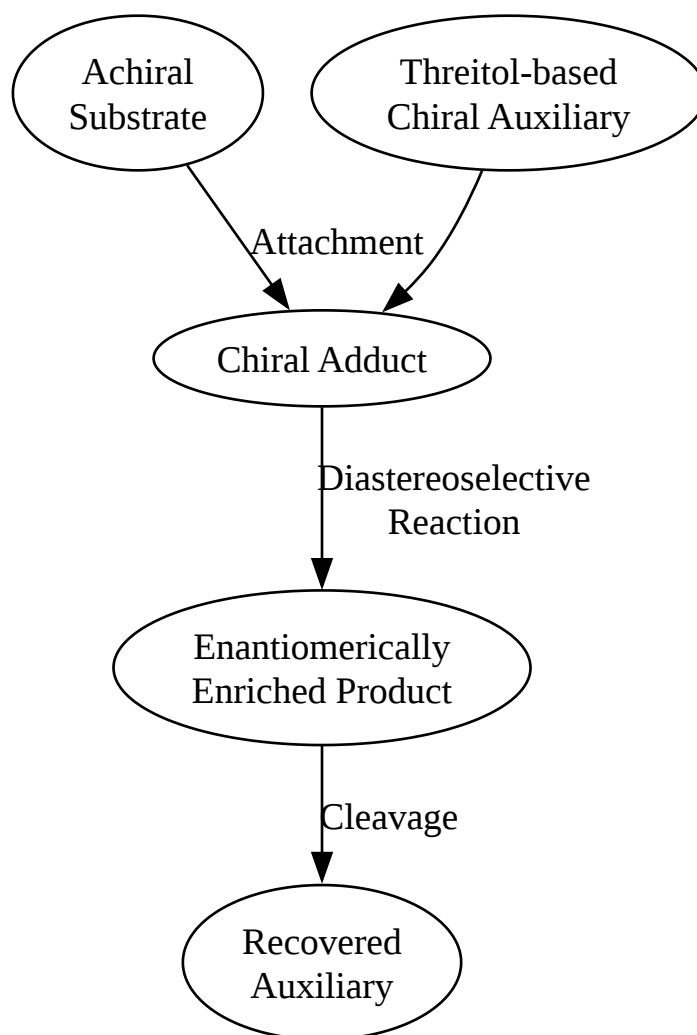 Achiral
Substrate
Threitol-based
Chiral Auxiliary
Attachment
Chiral Adduct
Diastereoselective
Reaction
Enantiomerically
Enriched Product
Cleavage
Recovered
Auxiliary